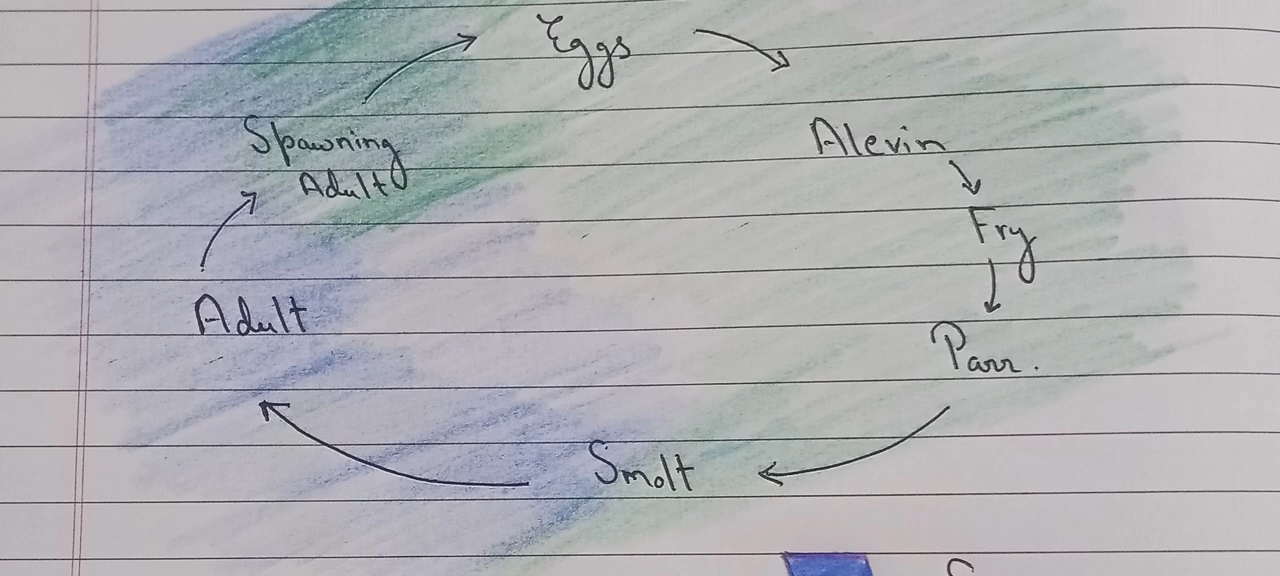 Eggs
Spawning
Adult
Alevin
Fry
Adult
Parr.
Smolt